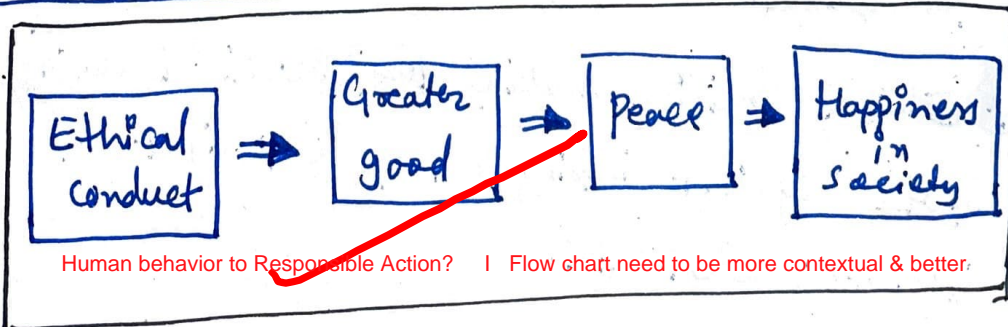 Ethical conduct
Greater good
Peace
Happiness in society
Human behavior to Responsible Action? I Flow chart need to be more contextual & better.